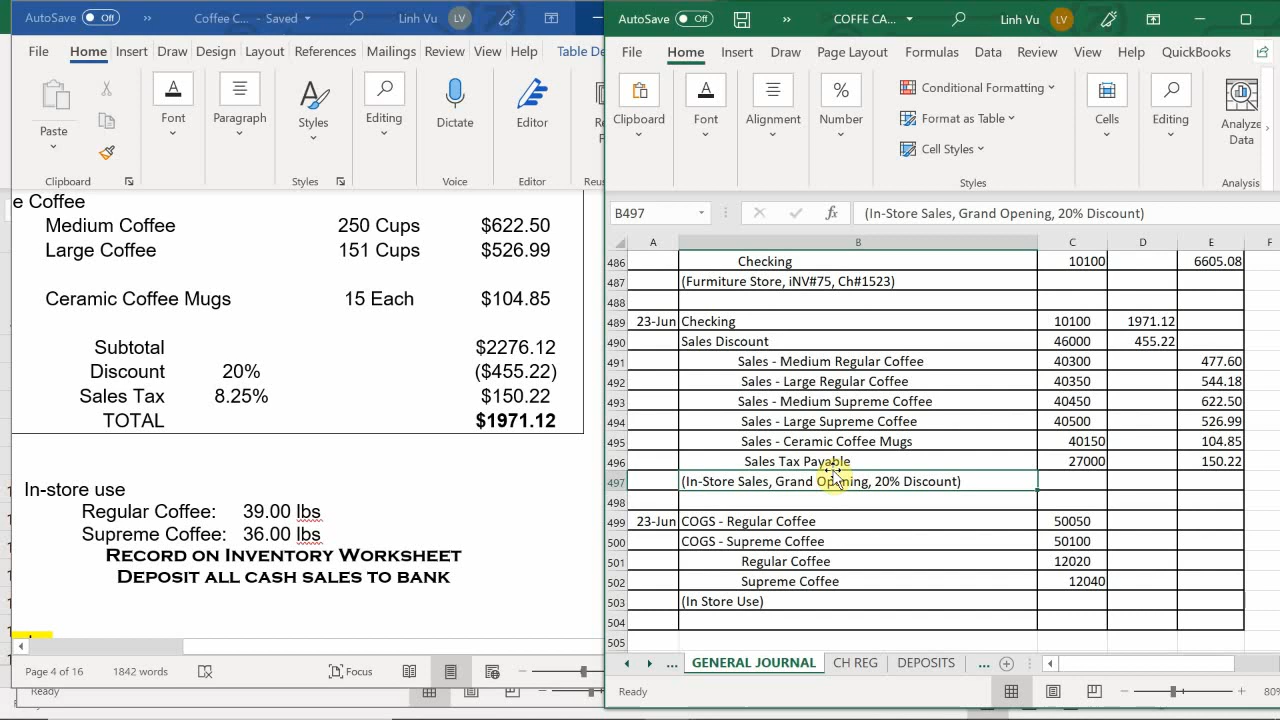 AutoSave Off Coffee C... - Saved Linh Vu LV
File Home Insert Draw Design Layout References Mailings Review View Help Table De
Paste Font Paragraph Styles Editing Dictate Editor
Clipboard Styles Voice Editor Reus
e Coffee
Medium Coffee 250 Cups $622.50
Large Coffee 151 Cups $526.99
Ceramic Coffee Mugs 15 Each $104.85
Subtotal $2276.12
Discount 20% ($455.22)
Sales Tax 8.25% $150.22
TOTAL $1971.12
In-store use
Regular Coffee: 39.00 lbs
Supreme Coffee: 36.00 lbs
Record on Inventory Worksheet
Deposit all cash sales to bank
Page 4 of 16 1842 words Focus
Ready
AutoSave Off COFFE CA... Linh Vu LV
File Home Insert Draw Page Layout Formulas Data Review View Help QuickBooks
Clipboard Font Alignment Number Conditional Formatting Format as Table Cell Styles Cells Editing Analyze Data
Styles Analysis
B497 fx (In-Store Sales, Grand Opening, 20% Discount)
A B C D E F
486 Checking 10100 6605.08
487 (Furmiture Store, iNV#75, Ch#1523)
488
489 23-Jun Checking 10100 1971.12
490 Sales Discount 46000 455.22
491 Sales - Medium Regular Coffee 40300 477.60
492 Sales - Large Regular Coffee 40350 544.18
493 Sales - Medium Supreme Coffee 40450 622.50
494 Sales - Large Supreme Coffee 40500 526.99
495 Sales - Ceramic Coffee Mugs 40150 104.85
496 Sales Tax Payable 27000 150.22
497 (In-Store Sales, Grand Opening, 20% Discount)
498
499 23-Jun COGS - Regular Coffee 50050
500 COGS - Supreme Coffee 50100
501 Regular Coffee 12020
502 Supreme Coffee 12040
503 (In Store Use)
504
505
... GENERAL JOURNAL CH REG DEPOSITS ...
Ready 80%